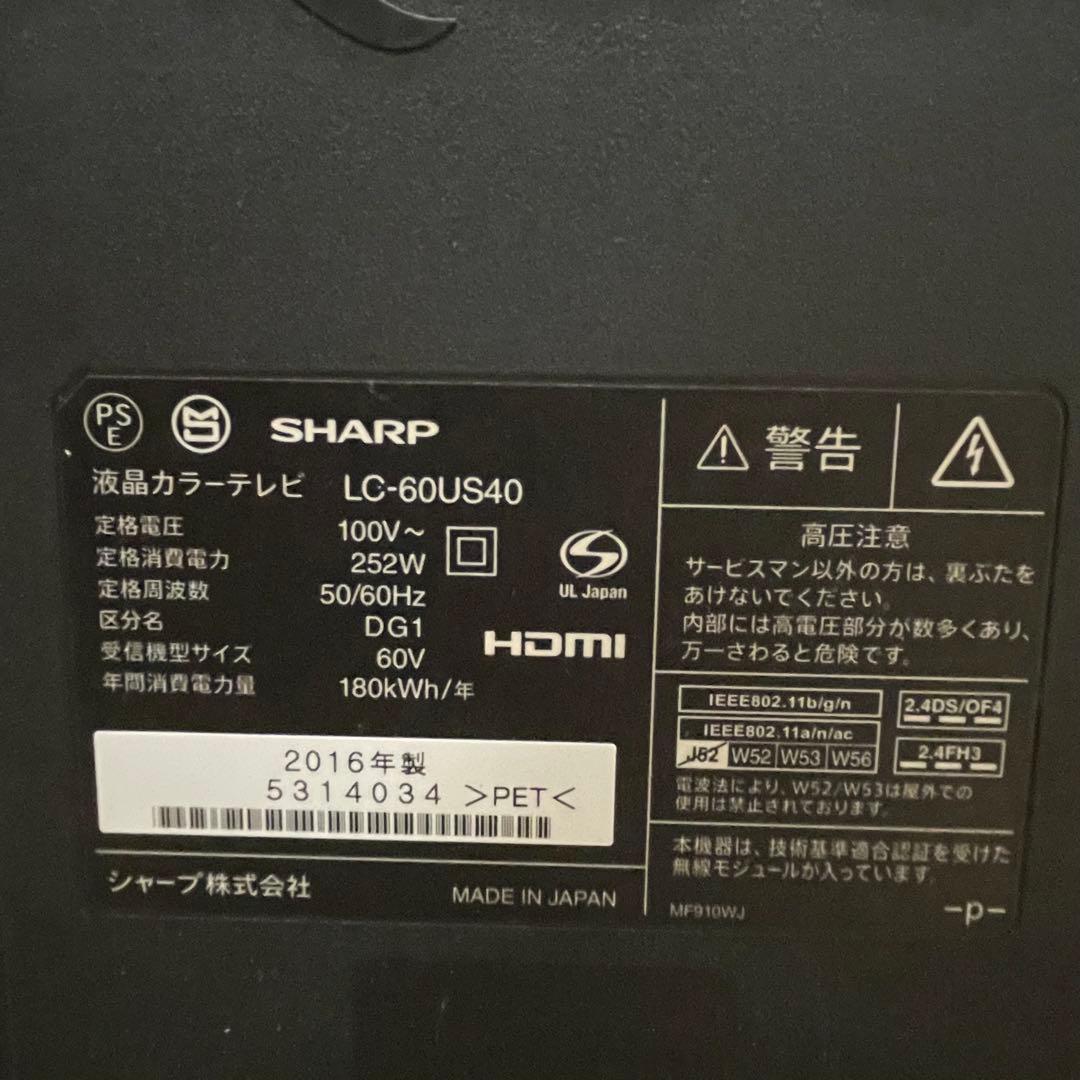 PS
E
SHARP
液晶カラーテレビ LC-60US40
定格電圧 100V~
定格消費電力 252W
定格周波数 50/60Hz
区分名 DG1
受信機型サイズ 60V
年間消費電力量 180kWh/年
UL Japan
HDMI
2016年製
5314034 >PET<
シャープ株式会社 MADE IN JAPAN
警告
高圧注意
サービスマン以外の方は、裏ぶたを
あけないでください。
内部には高電圧部分が数多くあり、
万一さわると危険です。
IEEE802.11b/g/n
IEEE802.11a/n/ac
J52 W52 W53 W56
2.4DS/OF4
2.4FH3
電波法により、W52/W53は屋外での
使用は禁止されております。
本機器は、技術基準適合認証を受けた
無線モジュールが入っています。
MF910WJ -p-